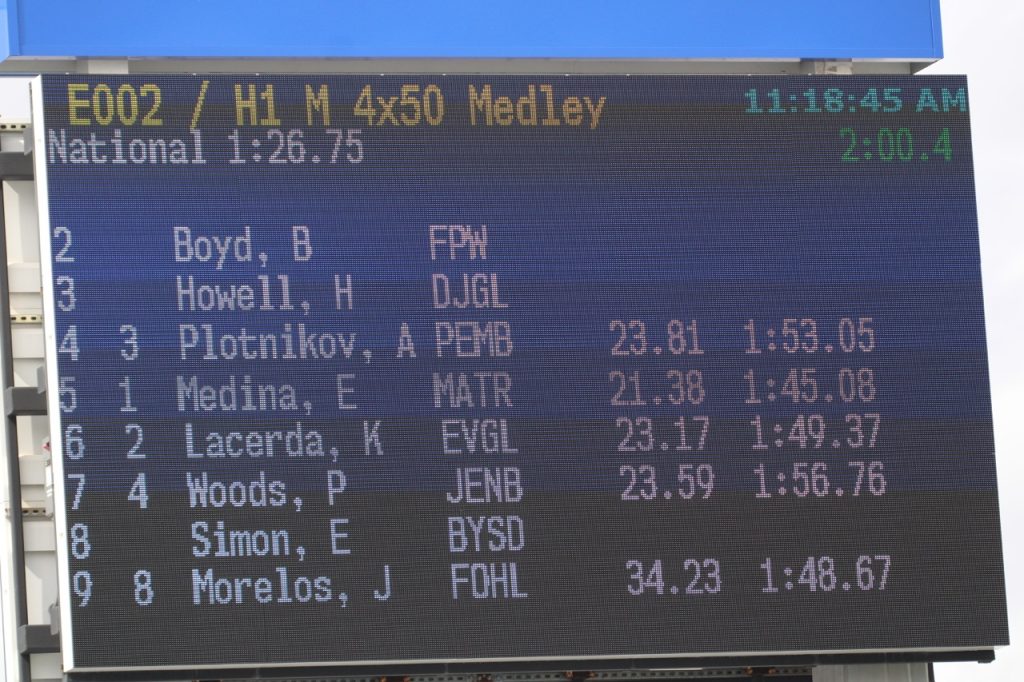 E002 / H1 M 4x50 Medley 11:18:45 AM
National 1:26.75 2:00.4
2 Boyd, B FPW
3 Howell, H DJGL
4 3 Plotnikov, A PEMB 23.81 1:53.05
5 1 Medina, E MATR 21.38 1:45.08
6 2 Lacerda, K EVGL 23.17 1:49.37
7 4 Woods, P JENB 23.59 1:56.76
8 Simon, E BYSD
9 8 Morelos, J FOHL 34.23 1:48.67